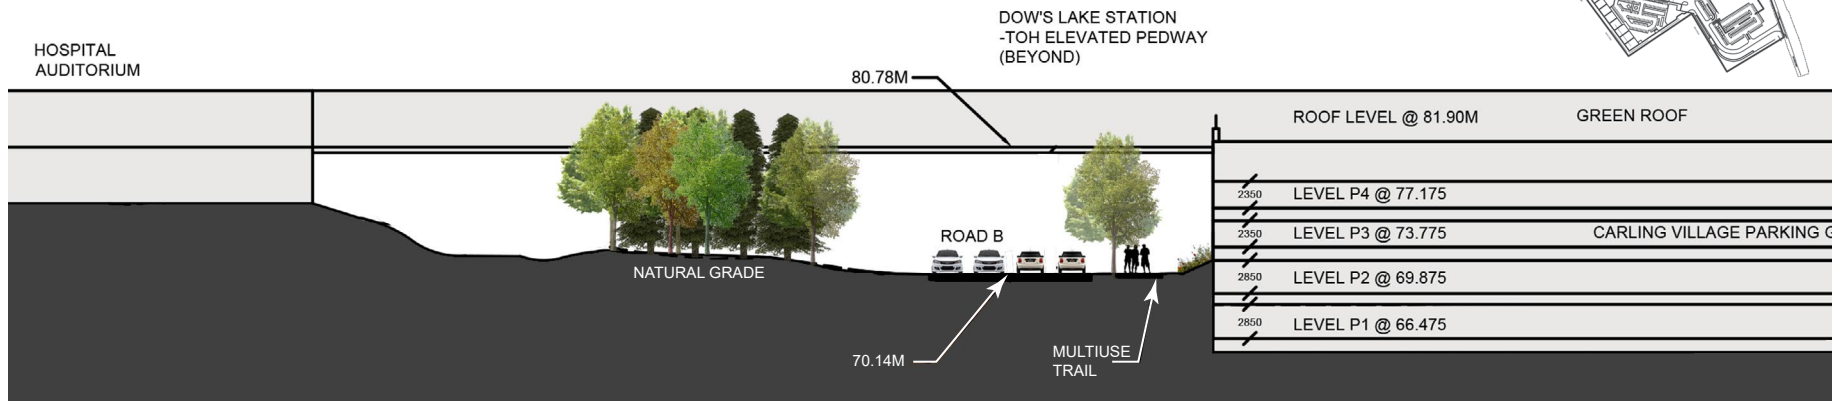 DOW'S LAKE STATION
-TOH ELEVATED PEDWAY
(BEYOND)
HOSPITAL
AUDITORIUM
80.78M
ROOF LEVEL @ 81.90M
GREEN ROOF
2350
LEVEL P4 @ 77.175
2350
LEVEL P3 @ 73.775
CARLING VILLAGE PARKING G
ROAD B
NATURAL GRADE
2850
LEVEL P2 @ 69.875
2850
LEVEL P1 @ 66.475
70.14M
MULTIUSE
TRAIL